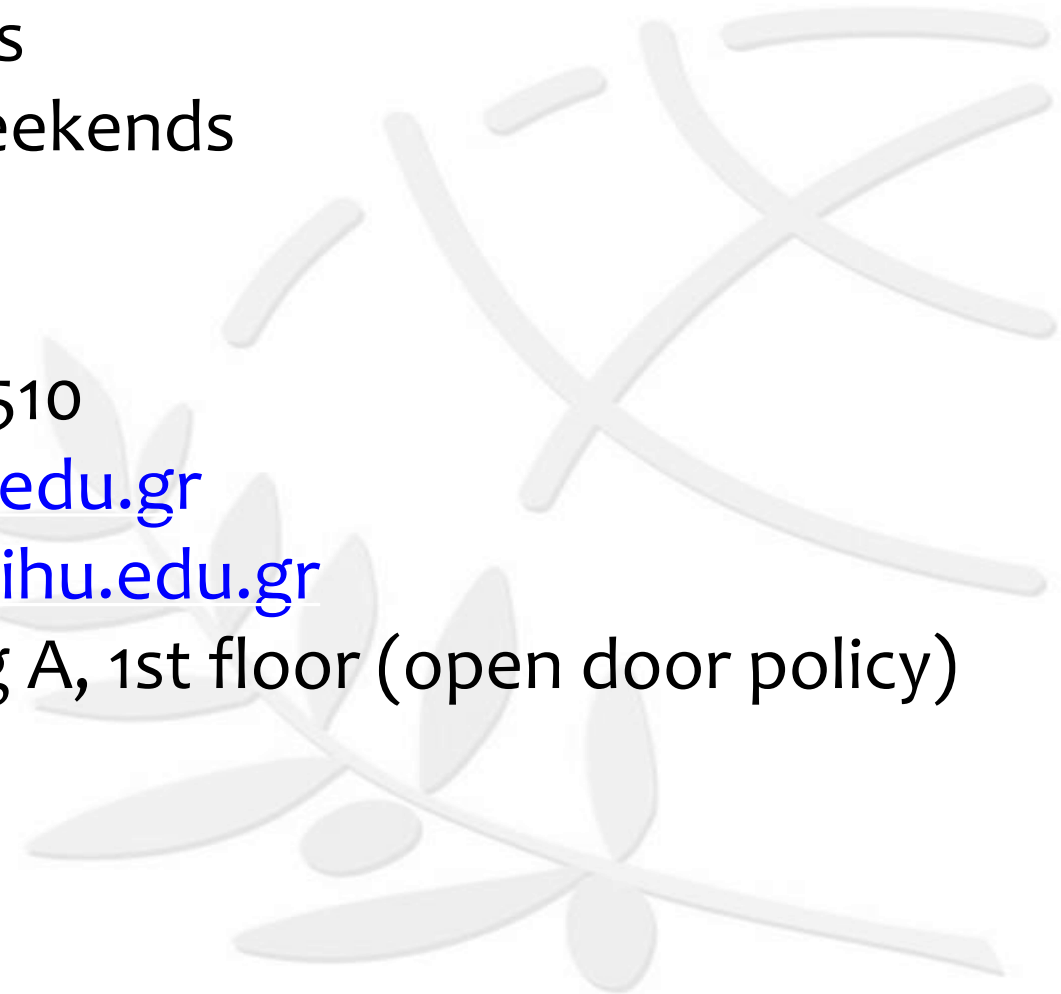 s
eekends
510
edu.gr
ihu.edu.gr
g A, 1st floor (open door policy)